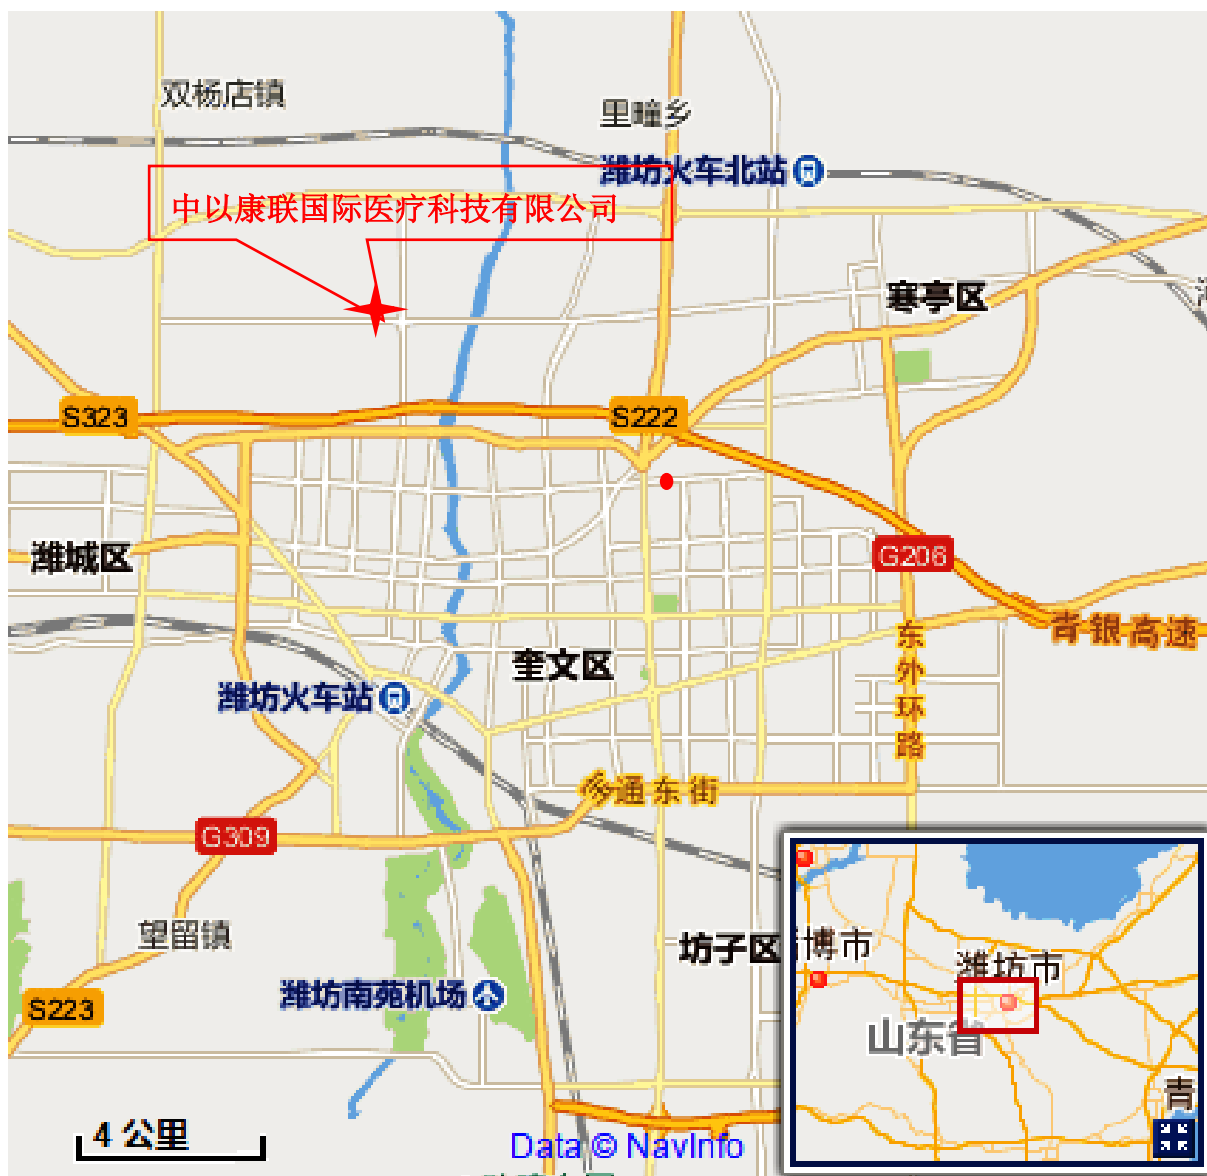 双杨店镇
里疃乡
潍坊火车北站
中以康联国际医疗科技有限公司
寒亭区
S323
S222
潍城区
G206
青银高速
东外环路
奎文区
潍坊火车站
通东街
G309
望留镇
坊子区
博市
潍坊市
潍坊南苑机场
S223
山东省
青
4 公里
Data © NavInfo